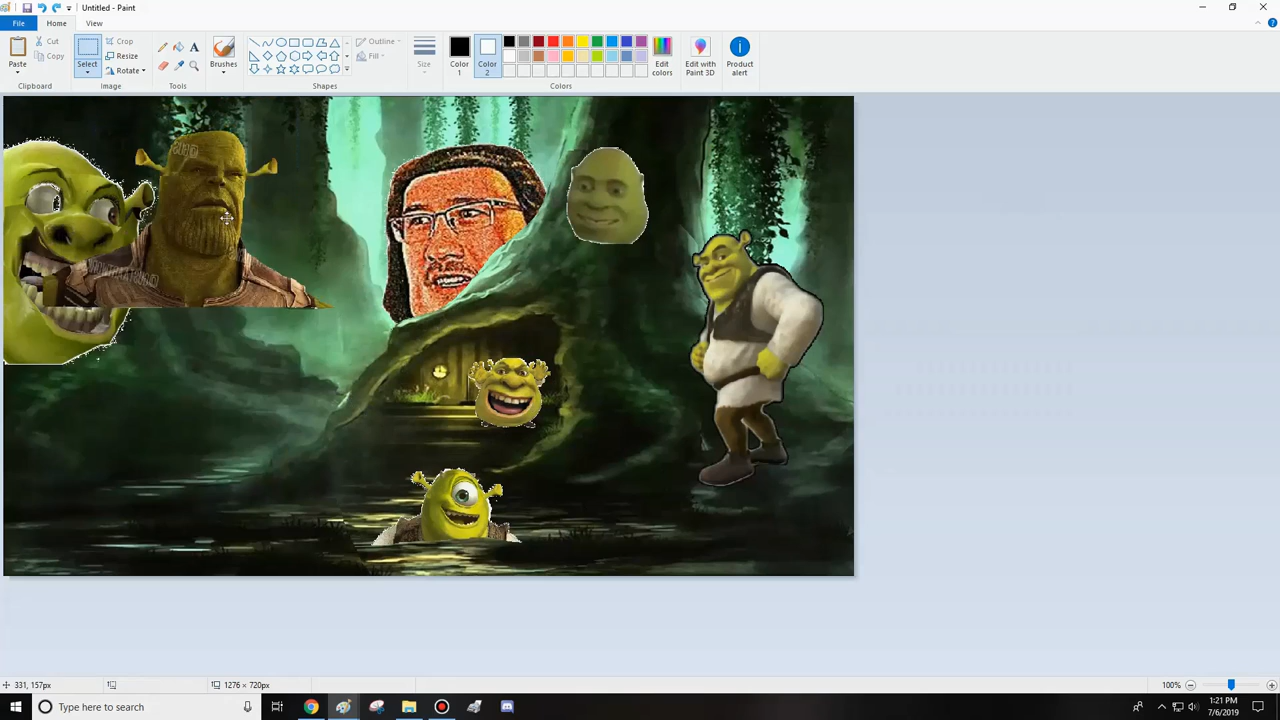 Untitled - Paint
File
Home
View
Paste
Cut
Copy
Clipboard
Select
Crop
Resize
Rotate
Image
Tools
Brushes
Shapes
Outline
Fill
Size
Color
1
Color
2
Colors
Edit
colors
Edit with
Paint 3D
Product
alert
331, 157px
1276 × 720px
100%
Type here to search
1:21 PM
7/6/2019